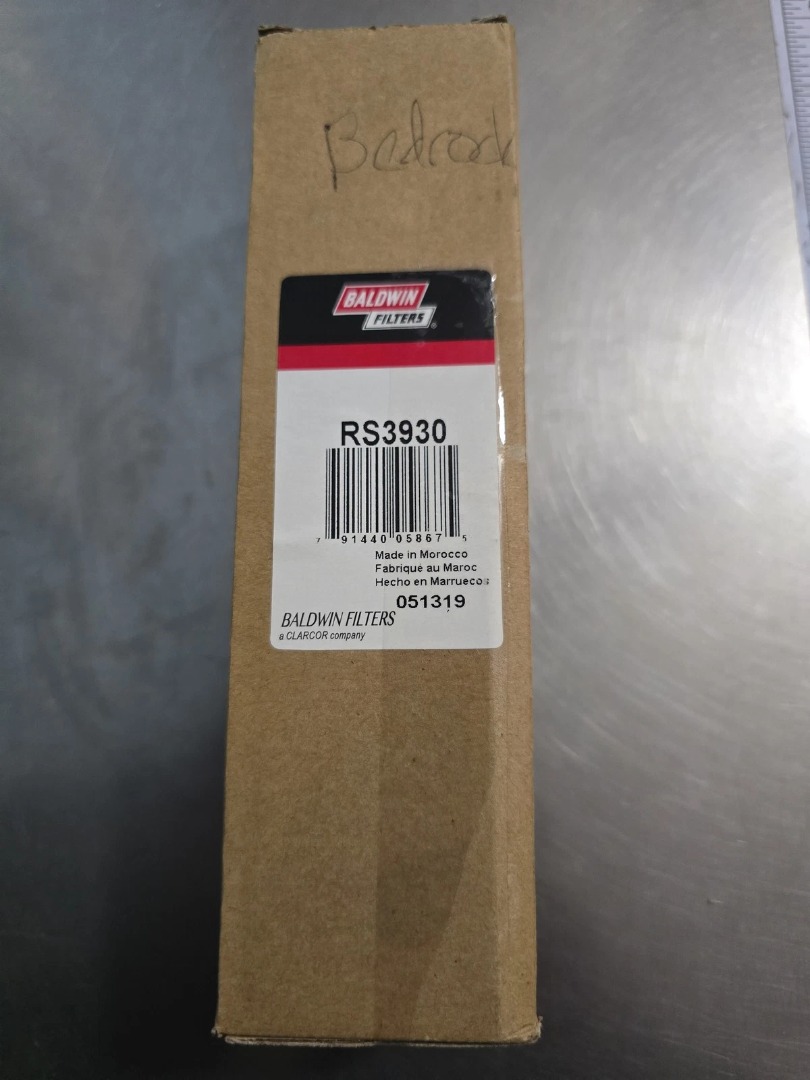 Bedrock
BALDWIN
FILTERS
RS3930
7 91440 05867 5
Made in Morocco
Fabriqué au Maroc
Hecho en Marruecos
051319
BALDWIN FILTERS
a CLARCOR company